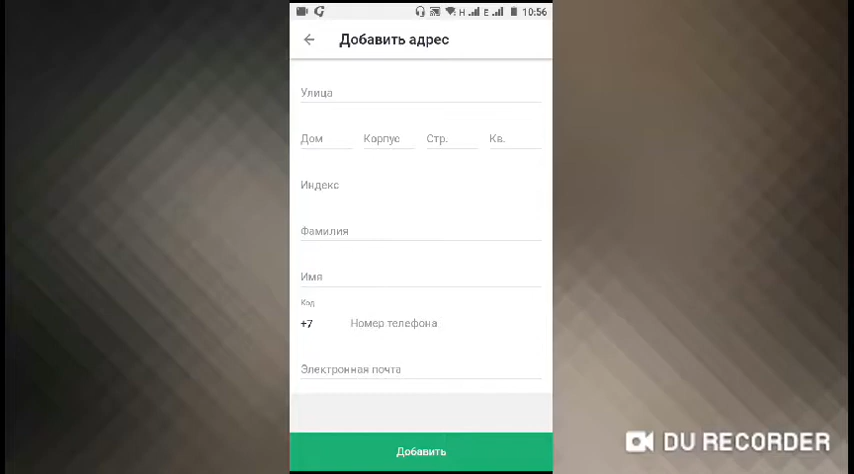 H E 10:56
Добавить адрес
Улица
Дом Корпус Стр. Кв.
Индекс
Фамилия
Имя
Код
+7 Номер телефона
Электронная почта
Добавить
DU RECORDER